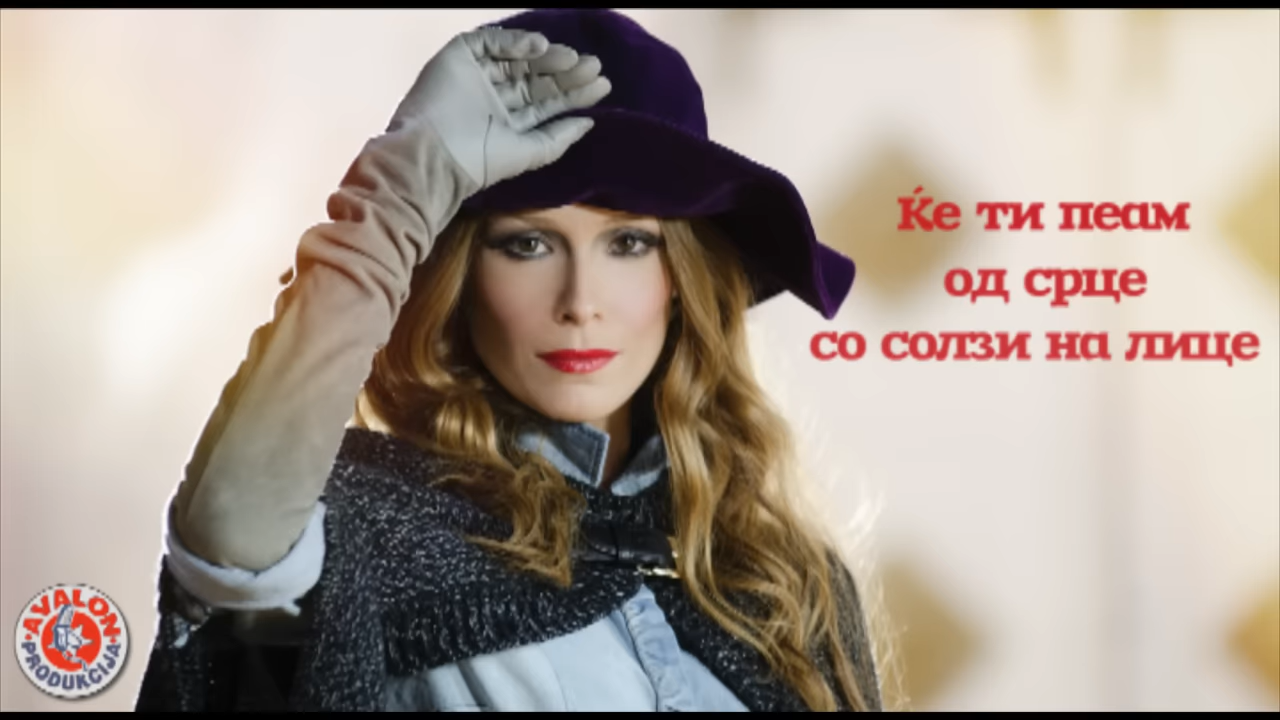 Ќе ти пеам
од срце
со солзи на лице
AVALON
PRODUKCIJA